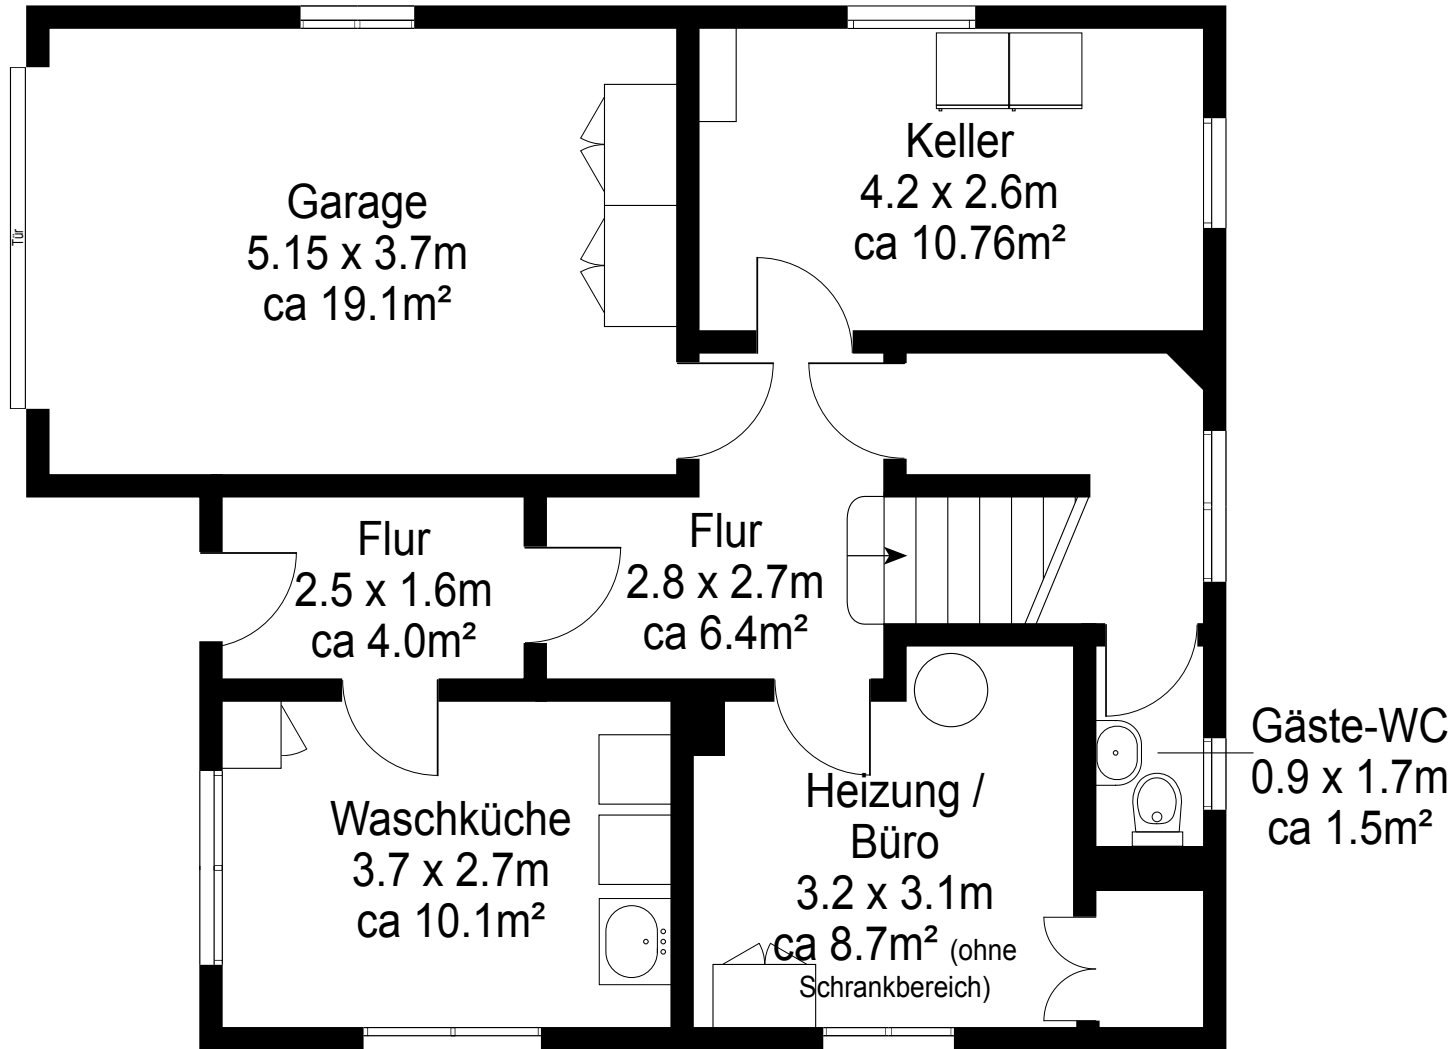 Keller
4.2 x 2.6m
ca 10.76m²
Garage
5.15 x 3.7m
ca 19.1m²
Tür
Flur
2.5 x 1.6m
ca 4.0m²
Flur
2.8 x 2.7m
ca 6.4m²
Gäste-WC
0.9 x 1.7m
ca 1.5m²
Waschküche
3.7 x 2.7m
ca 10.1m²
Heizung /
Büro
3.2 x 3.1m
ca 8.7m² (ohne
Schrankbereich)